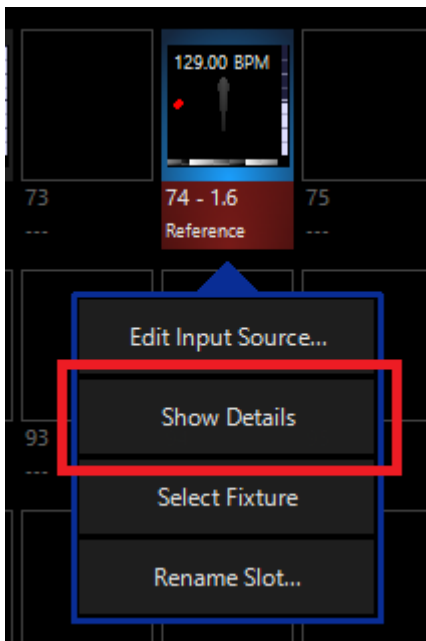 129.00 BPM
73
74 - 1.6
75
---
Reference
---
Edit Input Source...
Show Details
93
---
Select Fixture
Rename Slot...